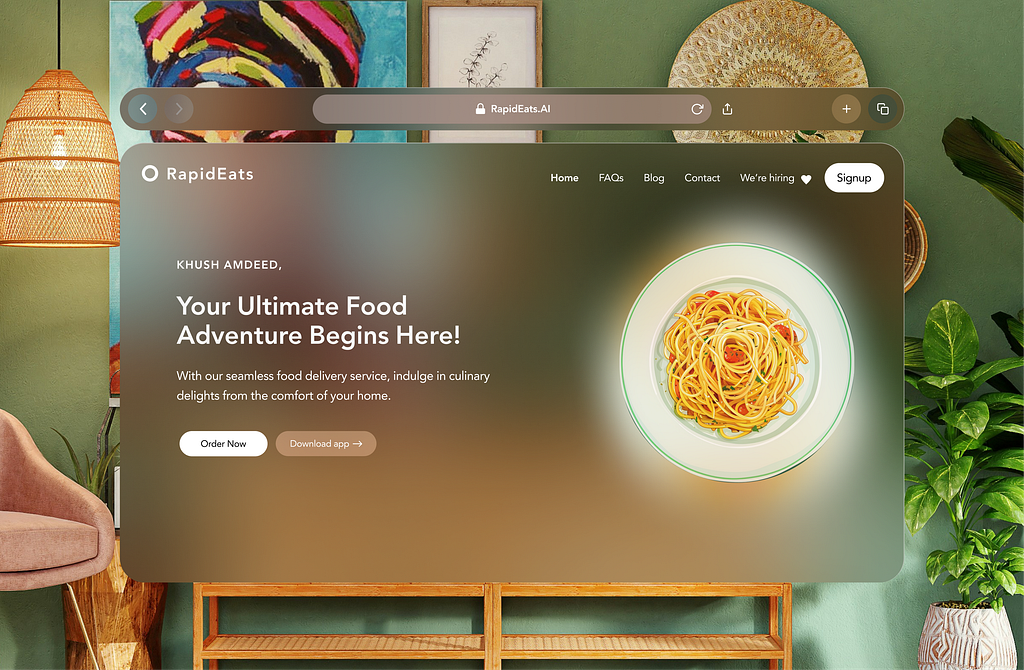 RapidEats.AI
RapidEats
Home FAQs Blog Contact We're hiring Signup
KHUSH AMDEED,
Your Ultimate Food
Adventure Begins Here!
With our seamless food delivery service, indulge in culinary
delights from the comfort of your home.
Order Now Download app →